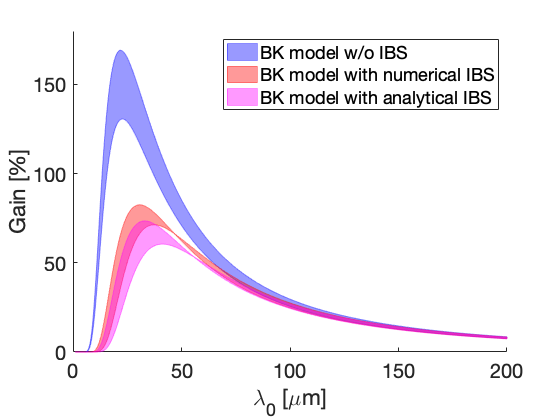 BK model w/o IBS
BK model with numerical IBS
BK model with analytical IBS
150
100
50
0
Gain [%]
0 50 100 150 200
λ0 [μm]